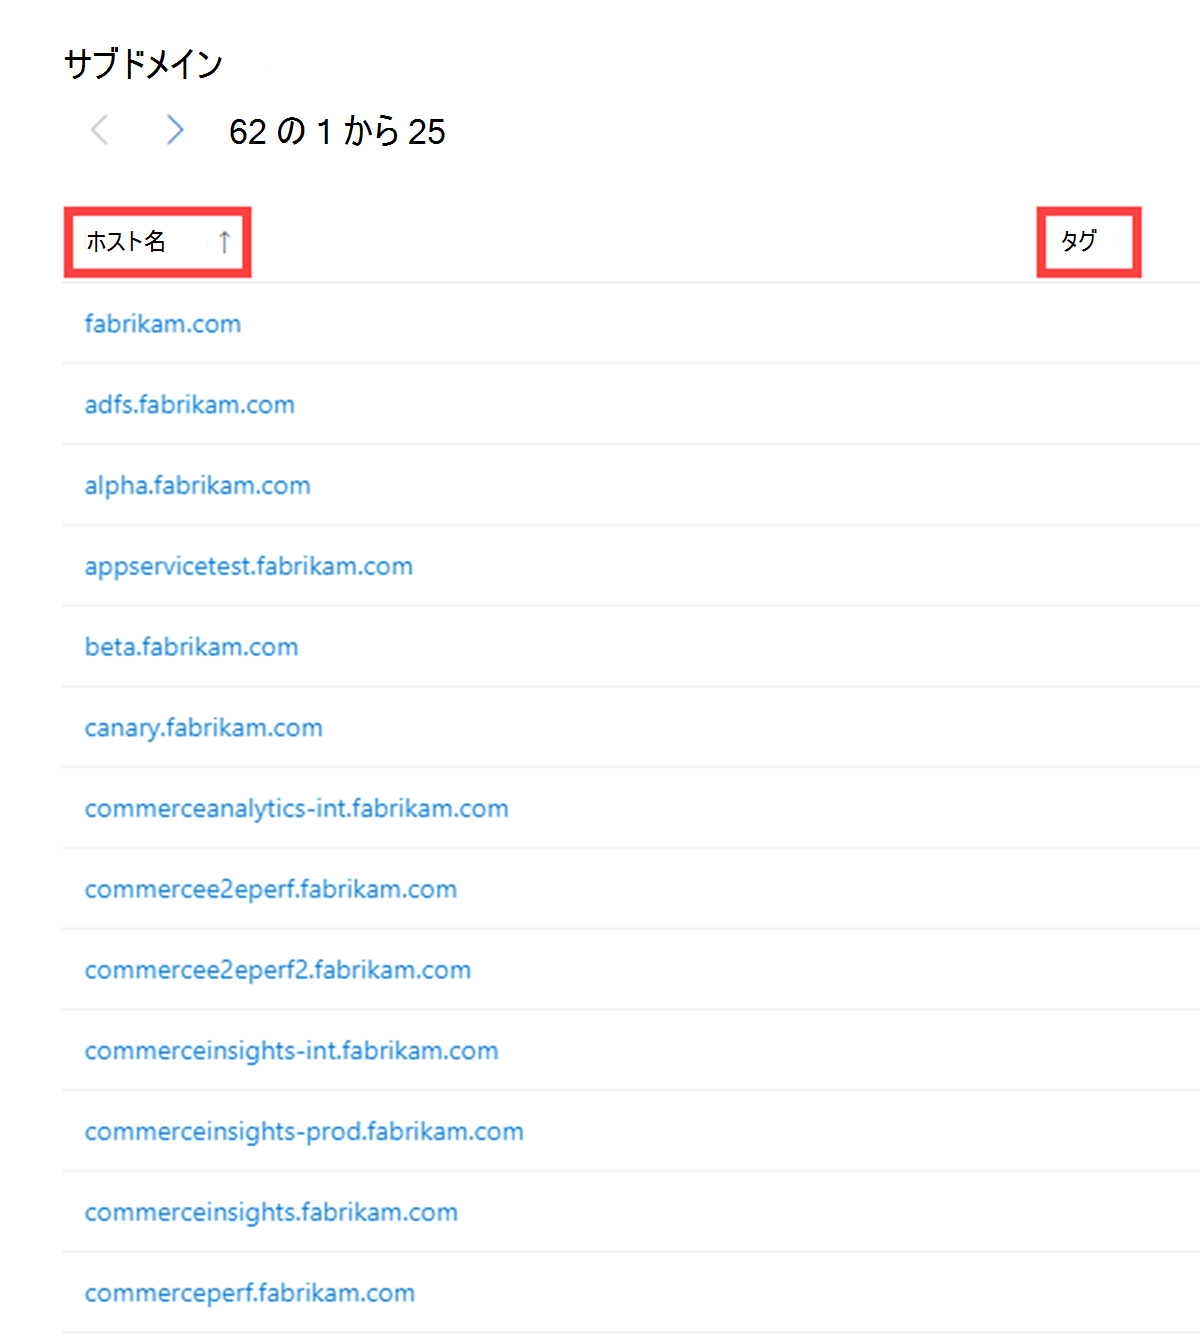 サブドメイン
62 の 1 から 25
ホスト名 ↑ タグ
fabrikam.com
adfs.fabrikam.com
alpha.fabrikam.com
appservicetest.fabrikam.com
beta.fabrikam.com
canary.fabrikam.com
commerceanalytics-int.fabrikam.com
commercee2eperf.fabrikam.com
commercee2eperf2.fabrikam.com
commerceinsights-int.fabrikam.com
commerceinsights-prod.fabrikam.com
commerceinsights.fabrikam.com
commerceperf.fabrikam.com